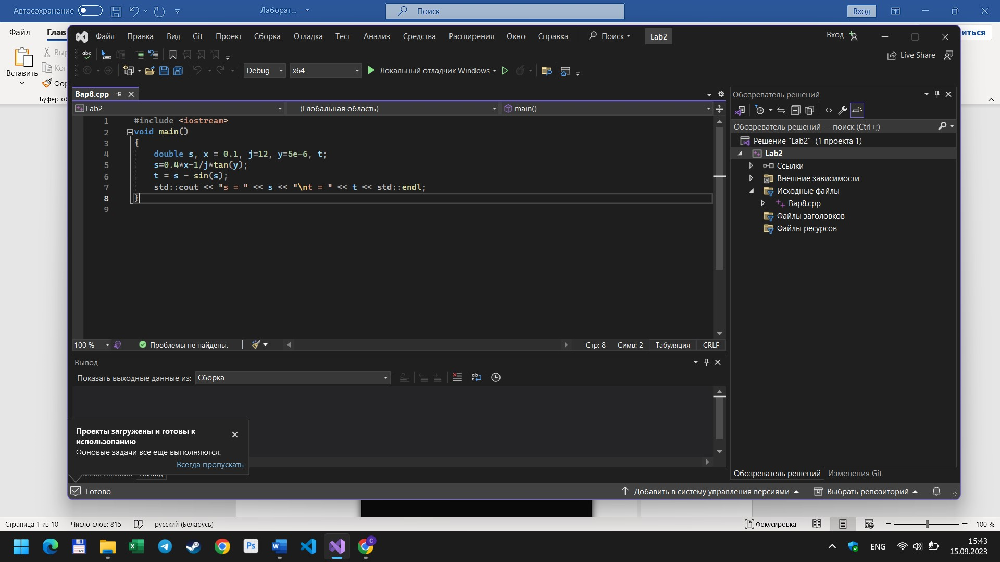 Автосохранение
Лаборат...
Поиск
Вход
Файл
Глав
иться
Вставить
Выр
Коп
Фор
Буфер об
Файл Правка Вид Git Проект Сборка Отладка Тест Анализ Средства Расширения Окно Справка Поиск Lab2
Вход
Live Share
Debug x64 Локальный отладчик Windows
Вар8.cpp
Lab2 (Глобальная область) main()
1 #include <iostream>
2 void main()
3 {
4 double s, x = 0.1, j=12, y=5e-6, t;
5 s=0.4*x-1/j*tan(y);
6 t = s - sin(s);
7 std::cout << "s = " << s << "\nt = " << t << std::endl;
8 }
9
100 % Проблемы не найдены. Стр: 8 Симв: 2 Табуляция CRLF
Вывод
Показать выходные данные из: Сборка
Проекты загружены и готовы к
использованию
Фоновые задачи все еще выполняются.
Всегда пропускать
Обозреватель решений
Обозреватель решений — поиск (Ctrl+;)
Решение "Lab2" (1 проекта 1)
Lab2
Ссылки
Внешние зависимости
Исходные файлы
Вар8.cpp
Файлы заголовков
Файлы ресурсов
Обозреватель решений Изменения Git
Готово
Добавить в систему управления версиями Выбрать репозиторий
Страница 1 из 10 Число слов: 815 русский (Беларусь) Фокусировка 100 %
ENG
15:43
15.09.2023